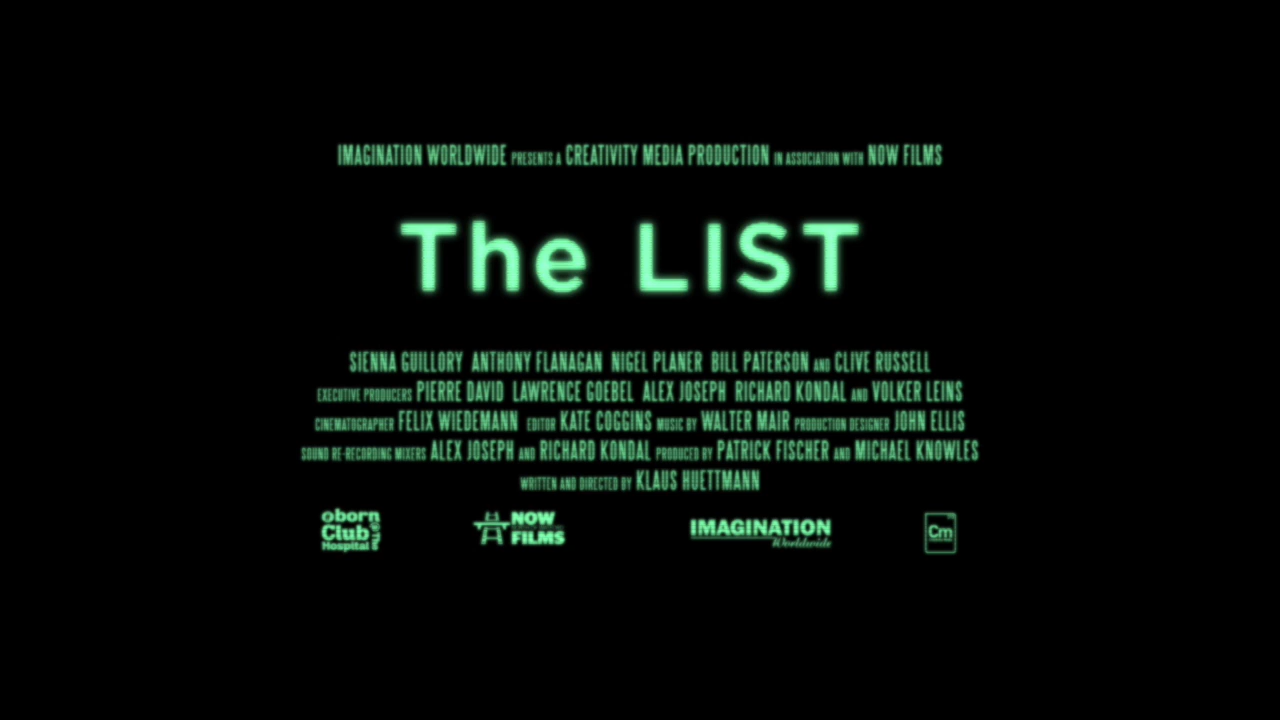 IMAGINATION WORLDWIDE PRESENTS A CREATIVITY MEDIA PRODUCTION IN ASSOCIATION WITH NOW FILMS
The LIST
SIENNA GUILLORY ANTHONY FLANAGAN NIGEL PLANER BILL PATERSON AND CLIVE RUSSELL
EXECUTIVE PRODUCERS PIERRE DAVID LAWRENCE GOEBEL ALEX JOSEPH RICHARD KONDAL AND VOLKER LEINS
CINEMATOGRAPHER FELIX WIEDEMANN EDITOR KATE COGGINS MUSIC BY WALTER MAIR PRODUCTION DESIGNER JOHN ELLIS
SOUND RE-RECORDING MIXERS ALEX JOSEPH AND RICHARD KONDAL PRODUCED BY PATRICK FISCHER AND MICHAEL KNOWLES
WRITTEN AND DIRECTED BY KLAUS HUETTMANN
oborn
Club
Hospital
@The
NOW
FILMS
IMAGINATION
Worldwide
Cm